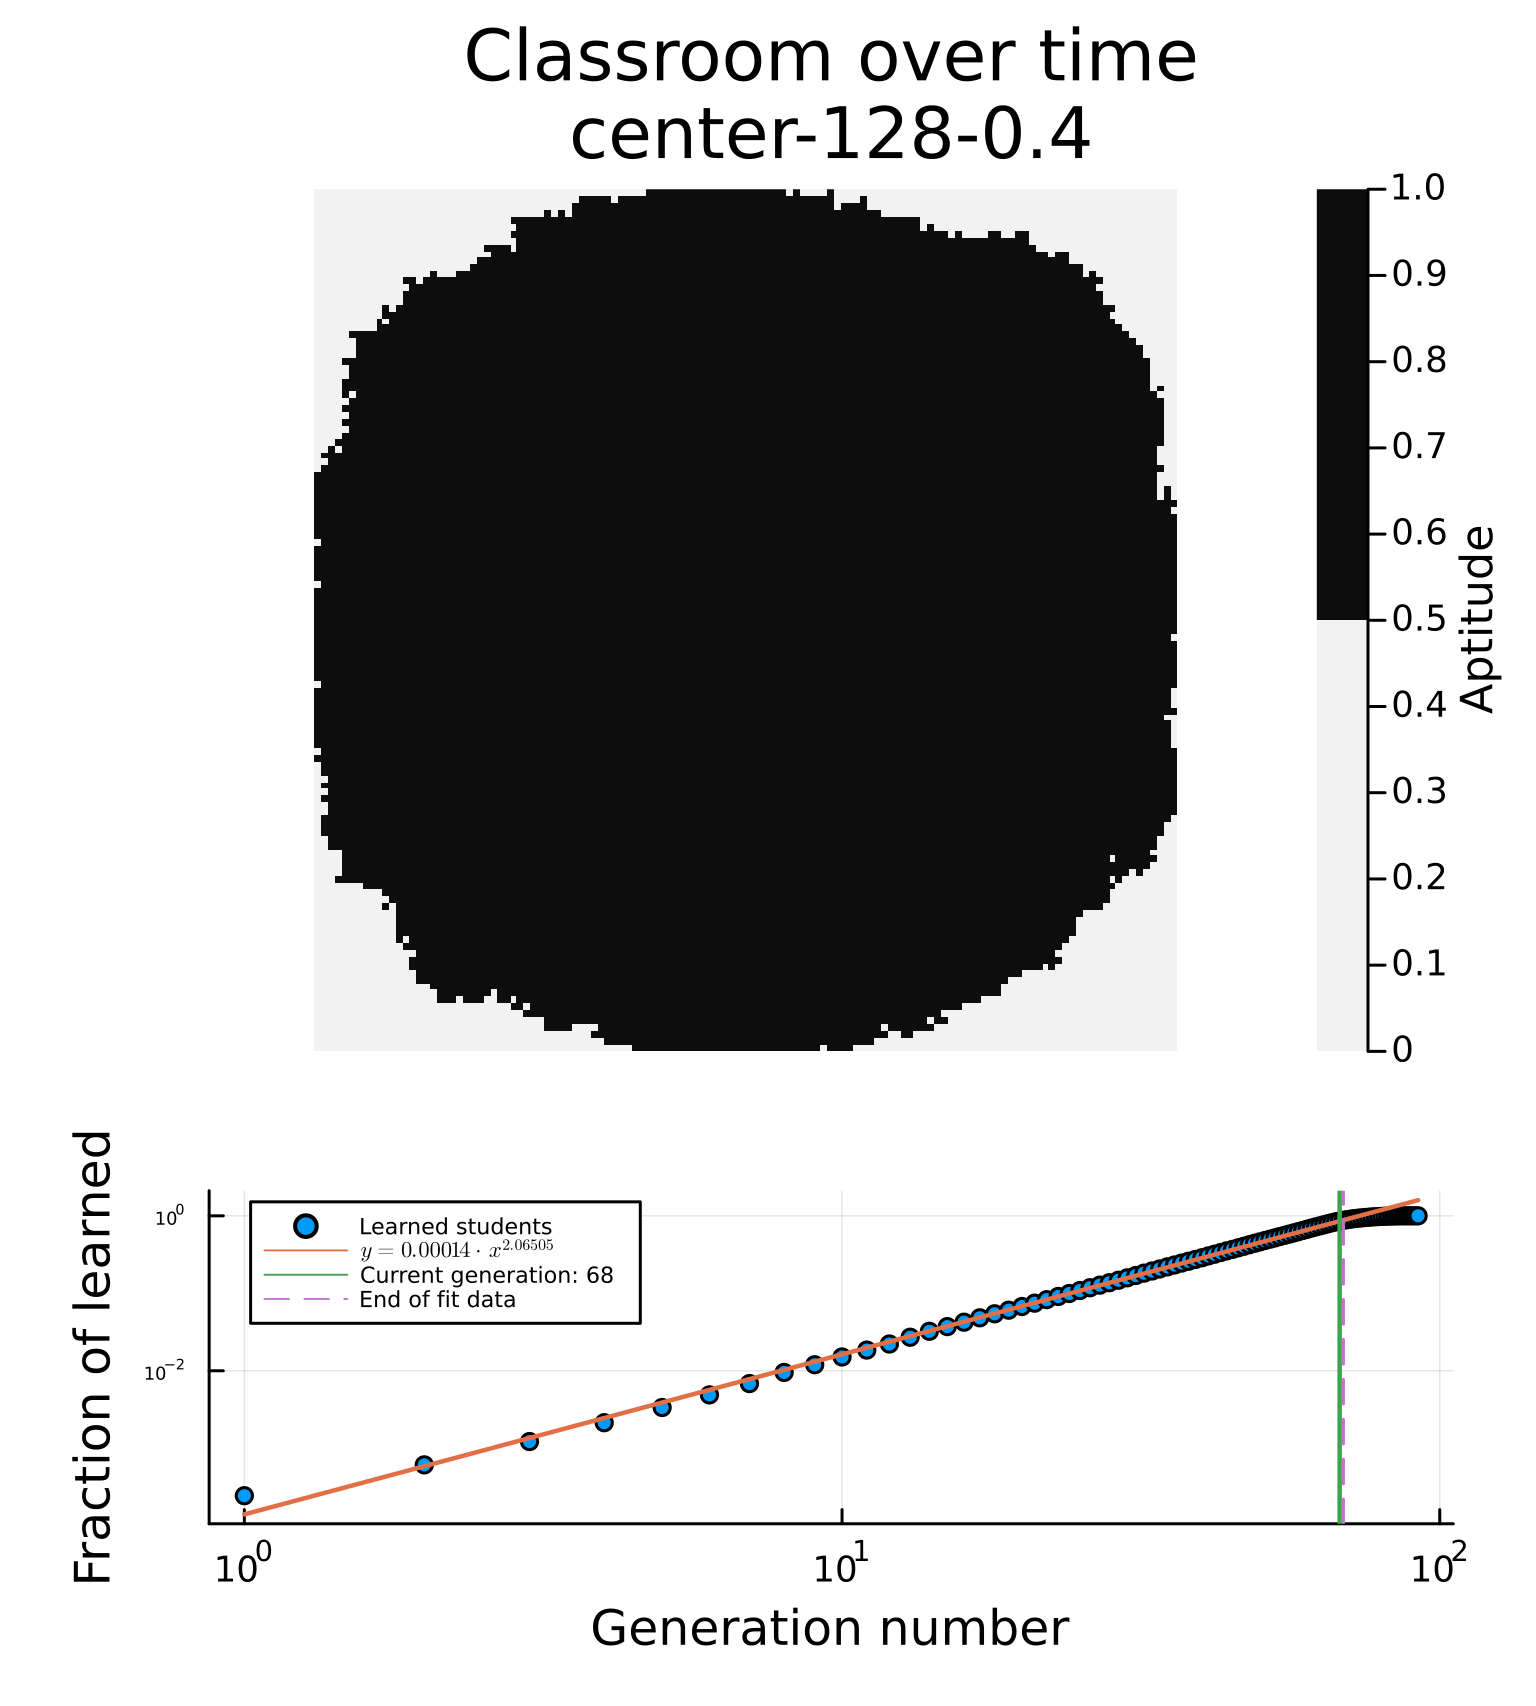 Classroom over time
center-128-0.4
1.0
0.9
0.8
0.7
0.6
0.5
0.4
0.3
0.2
0.1
0
Aptitude
Fraction of learned
10⁰
10⁻²
Learned students
y = 0.00014 · x²·⁰⁶⁵⁰⁵
Current generation: 68
End of fit data
10⁰ 10¹ 10²
Generation number